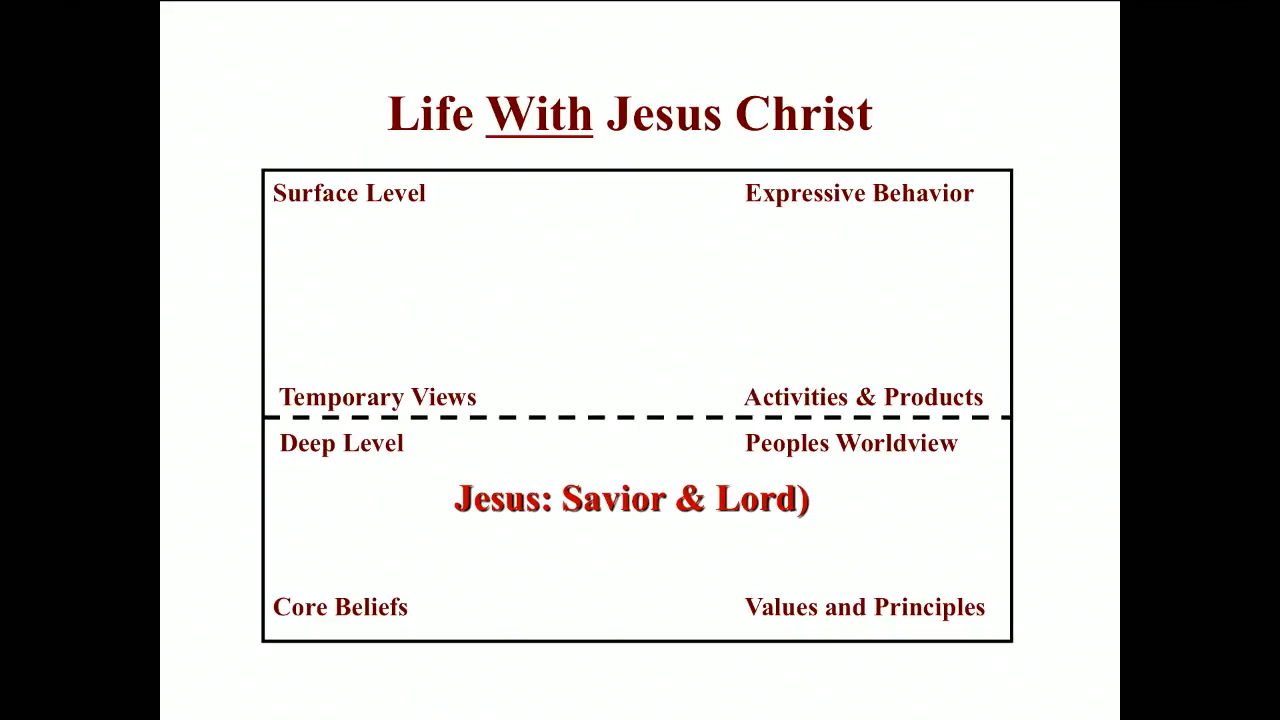 Life With Jesus Christ
Surface Level Expressive Behavior
Temporary Views Activities & Products
Deep Level Peoples Worldview
Jesus: Savior & Lord)
Core Beliefs Values and Principles